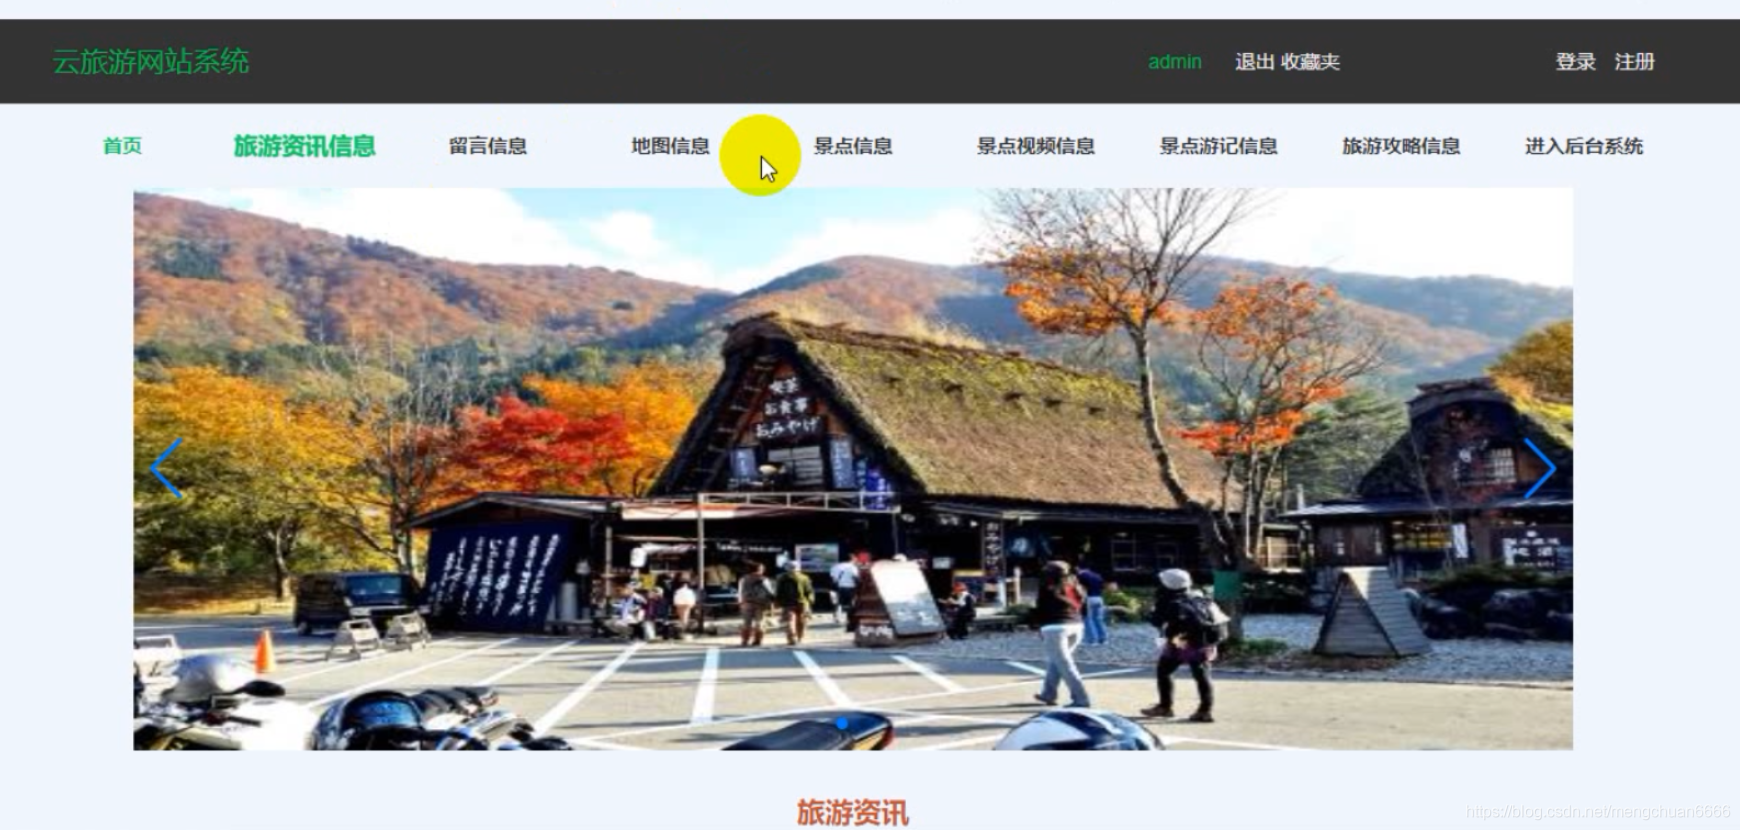 云旅游网站系统
admin 退出 收藏夹 登录 注册
首页 旅游资讯信息 留言信息 地图信息 景点信息 景点视频信息 景点游记信息 旅游攻略信息 进入后台系统
喫茶
お食事
おみやげ
旅游资讯
https://blog.csdn.net/mengchuan6666